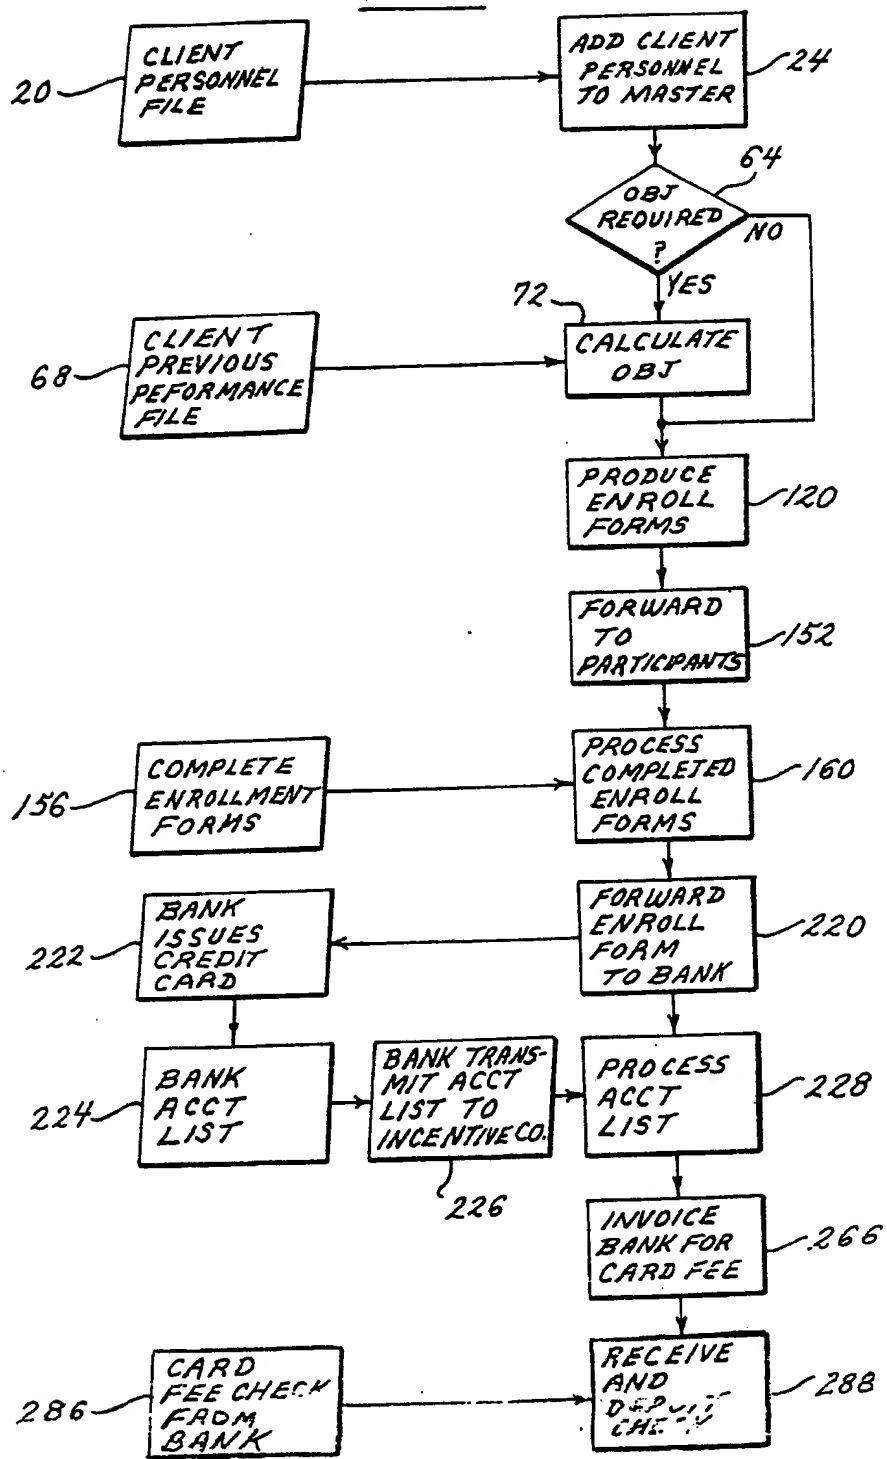 CLIENT
PERSONNEL
FILE
20
ADD CLIENT
PERSONNEL
TO MASTER
24
OBJ
REQUIRED
?
64
NO
YES
72
CALCULATE
OBJ
CLIENT
PREVIOUS
PEFORMANCE
FILE
68
PRODUCE
ENROLL
FORMS
120
FORWARD
TO
PARTICIPANTS
152
COMPLETE
ENROLLMENT
FORMS
156
PROCESS
COMPLETED
ENROLL
FORMS
160
FORWARD
ENROLL
FORM
TO BANK
220
BANK
ISSUES
CREDIT
CARD
222
BANK
ACCT
LIST
224
BANK TRANS-
MIT ACCT
LIST TO
INCENTIVE CO.
226
PROCESS
ACCT
LIST
228
INVOICE
BANK FOR
CARD FEE
266
CARD
FEE CHECK
FROM
BANK
286
RECEIVE
AND
DEPOSIT
CHECK
288